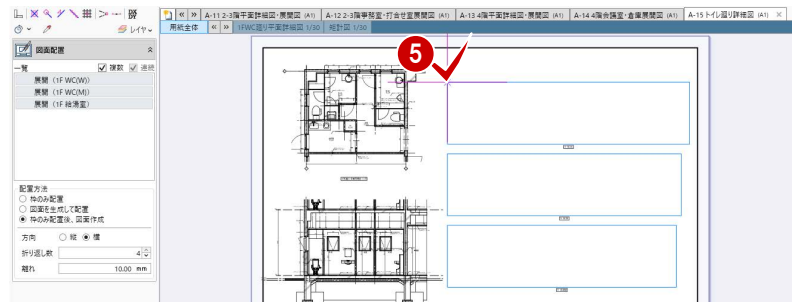 A-11 2-3階平面詳細図・展開図 (A1)
A-12 2-3階事務室・打合せ室展開図 (A1)
A-13 4階平面詳細図・展開図 (A1)
A-14 4階会議室・倉庫展開図 (A1)
A-15 トイレ廻り詳細図 (A1)
レイヤ
用紙全体
1FWC廻り平面詳細図 1/30
矩計図 1/30
5
図面配置
一覧
複数
連続
展開 (1F WC(W))
展開 (1F WC(M))
展開 (1F 給湯室)
配置方法
枠のみ配置
図面を生成して配置
枠のみ配置後、図面作成
方向
縦
横
折り返し数
4
離れ
10.00 mm